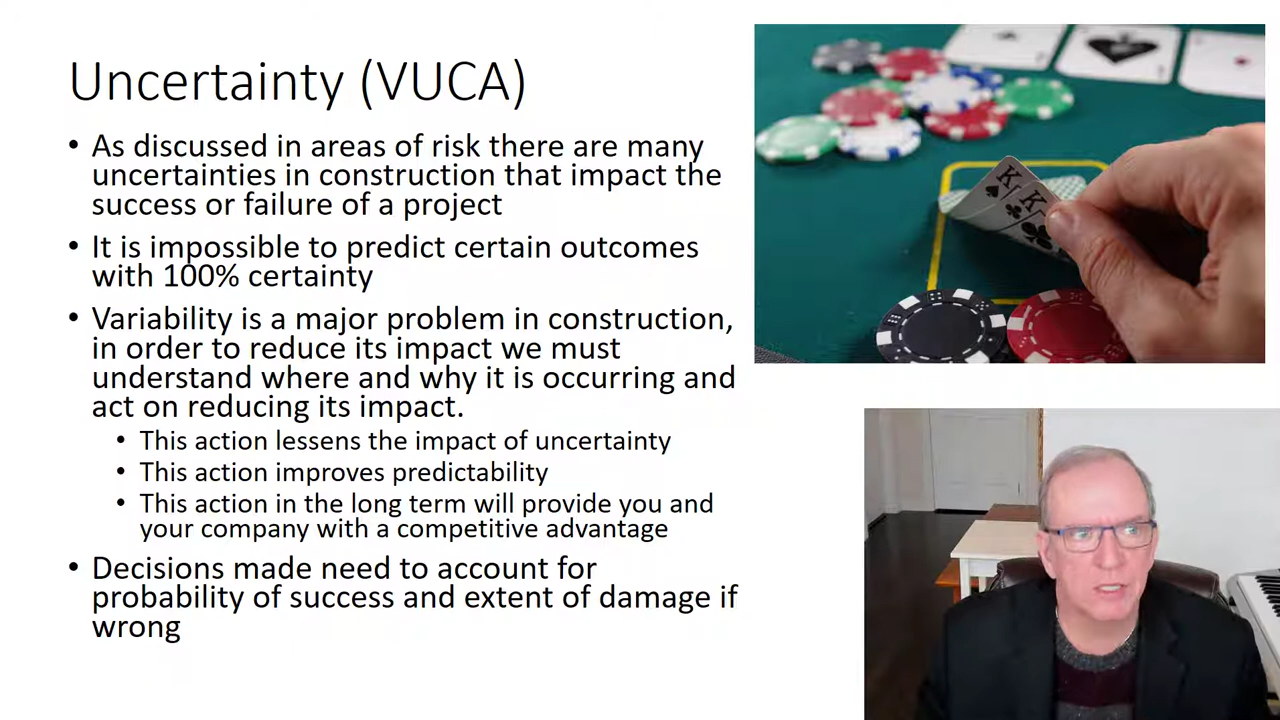 Uncertainty (VUCA)
• As discussed in areas of risk there are many
uncertainties in construction that impact the
success or failure of a project
• It is impossible to predict certain outcomes
with 100% certainty
• Variability is a major problem in construction,
in order to reduce its impact we must
understand where and why it is occurring and
act on reducing its impact.
• This action lessens the impact of uncertainty
• This action improves predictability
• This action in the long term will provide you and
your company with a competitive advantage
• Decisions made need to account for
probability of success and extent of damage if
wrong
K
K